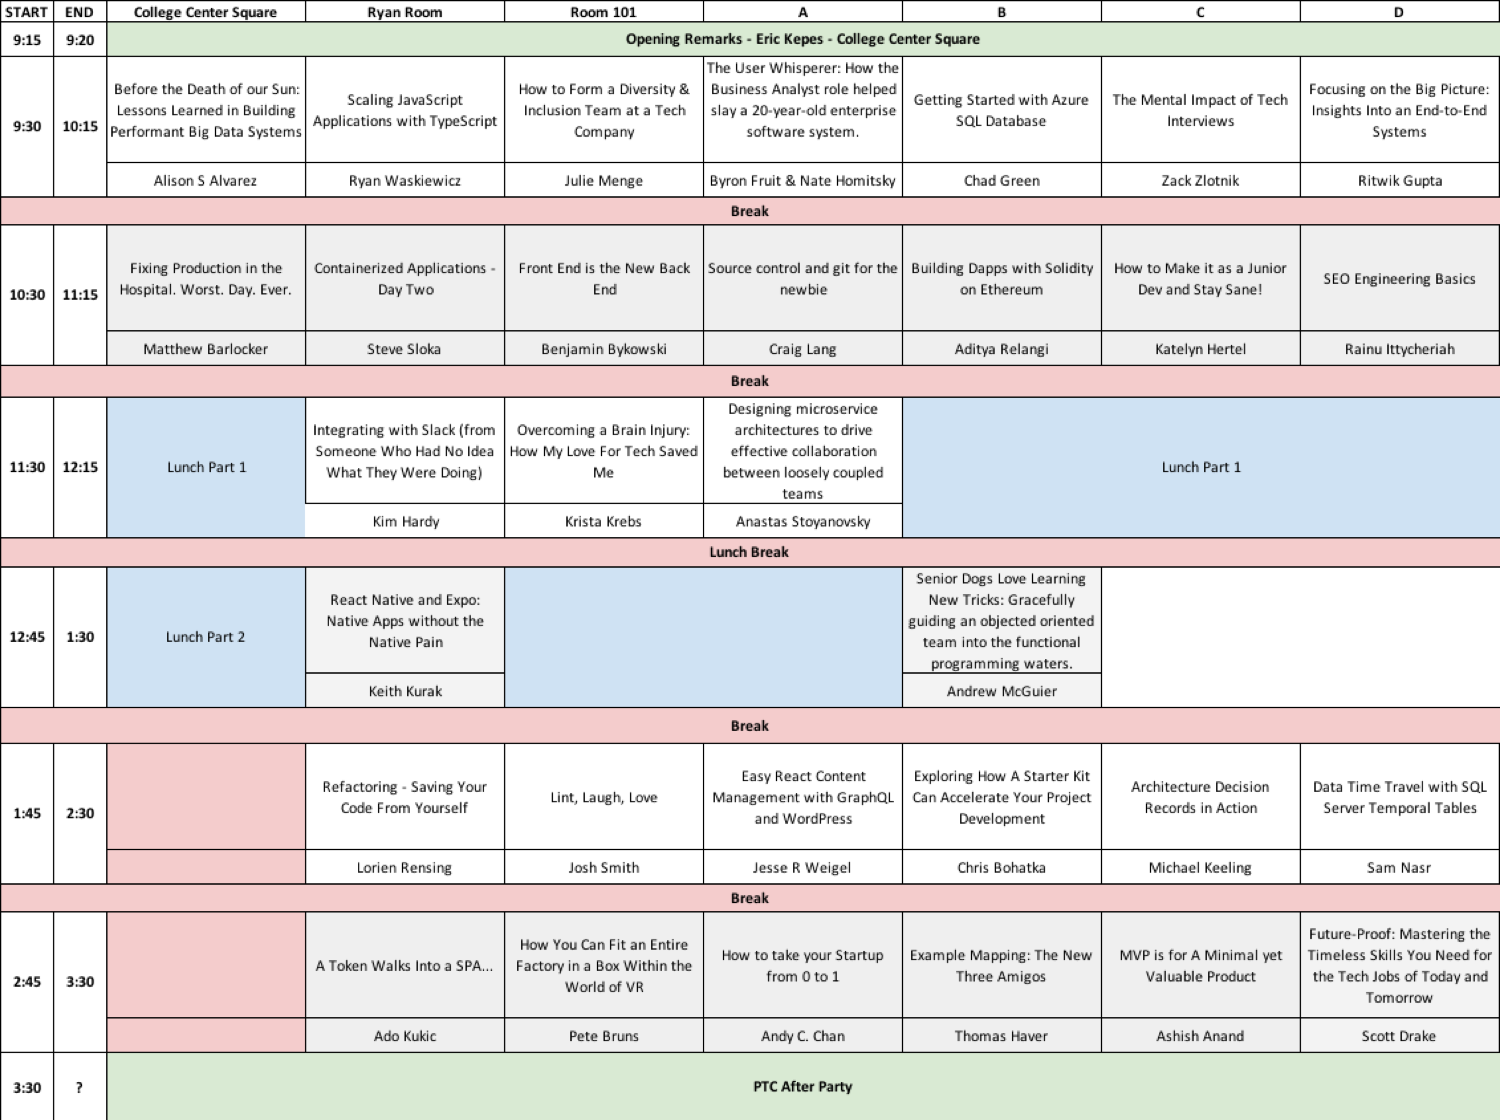 START END College Center Square Ryan Room Room 101 A B C D
9:15 9:20 Opening Remarks - Eric Kepes - College Center Square
9:30 10:15
Before the Death of our Sun:
Lessons Learned in Building
Performant Big Data Systems
Scaling JavaScript
Applications with TypeScript
How to Form a Diversity &
Inclusion Team at a Tech
Company
The User Whisperer: How the
Business Analyst role helped
slay a 20-year-old enterprise
software system.
Getting Started with Azure
SQL Database
The Mental Impact of Tech
Interviews
Focusing on the Big Picture:
Insights Into an End-to-End
Systems
Alison S Alvarez Ryan Waskiewicz Julie Menge Byron Fruit & Nate Homitsky Chad Green Zack Zlotnik Ritwik Gupta
Break
10:30 11:15
Fixing Production in the
Hospital. Worst. Day. Ever.
Containerized Applications -
Day Two
Front End is the New Back
End
Source control and git for the
newbie
Building Dapps with Solidity
on Ethereum
How to Make it as a Junior
Dev and Stay Sane!
SEO Engineering Basics
Matthew Barlocker Steve Sloka Benjamin Bykowski Craig Lang Aditya Relangi Katelyn Hertel Rainu Ittycheriah
Break
11:30 12:15
Lunch Part 1
Integrating with Slack (from
Someone Who Had No Idea
What They Were Doing)
Overcoming a Brain Injury:
How My Love For Tech Saved
Me
Designing microservice
architectures to drive
effective collaboration
between loosely coupled
teams
Lunch Part 1
Kim Hardy Krista Krebs Anastas Stoyanovsky
Lunch Break
12:45 1:30
Lunch Part 2
React Native and Expo:
Native Apps without the
Native Pain
Senior Dogs Love Learning
New Tricks: Gracefully
guiding an objected oriented
team into the functional
programming waters.
Keith Kurak Andrew McGuier
Break
1:45 2:30
Refactoring - Saving Your
Code From Yourself
Lint, Laugh, Love
Easy React Content
Management with GraphQL
and WordPress
Exploring How A Starter Kit
Can Accelerate Your Project
Development
Architecture Decision
Records in Action
Data Time Travel with SQL
Server Temporal Tables
Lorien Rensing Josh Smith Jesse R Weigel Chris Bohatka Michael Keeling Sam Nasr
Break
2:45 3:30
A Token Walks Into a SPA...
How You Can Fit an Entire
Factory in a Box Within the
World of VR
How to take your Startup
from 0 to 1
Example Mapping: The New
Three Amigos
MVP is for A Minimal yet
Valuable Product
Future-Proof: Mastering the
Timeless Skills You Need for
the Tech Jobs of Today and
Tomorrow
Ado Kukic Pete Bruns Andy C. Chan Thomas Haver Ashish Anand Scott Drake
3:30 ? PTC After Party